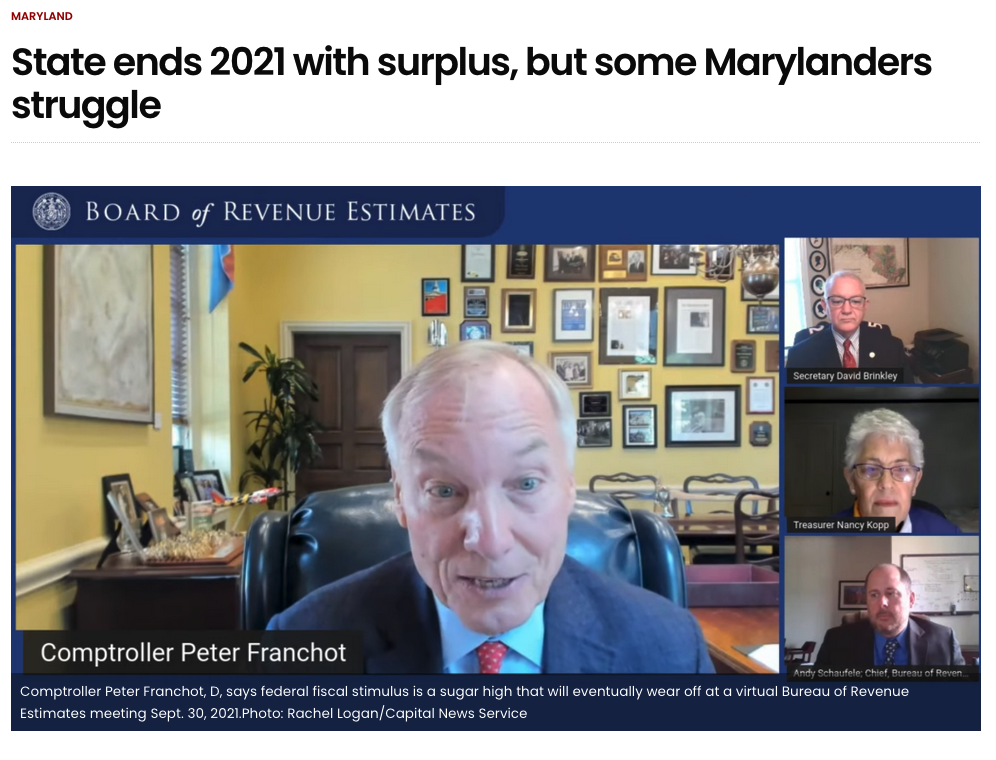 MARYLAND
State ends 2021 with surplus, but some Marylanders
struggle
BOARD of REVENUE ESTIMATES
Secretary David Brinkley
Treasurer Nancy Kopp
Andy Schaufele; Chief, Bureau of Reven...
Comptroller Peter Franchot
Comptroller Peter Franchot, D, says federal fiscal stimulus is a sugar high that will eventually wear off at a virtual Bureau of Revenue
Estimates meeting Sept. 30, 2021.Photo: Rachel Logan/Capital News Service